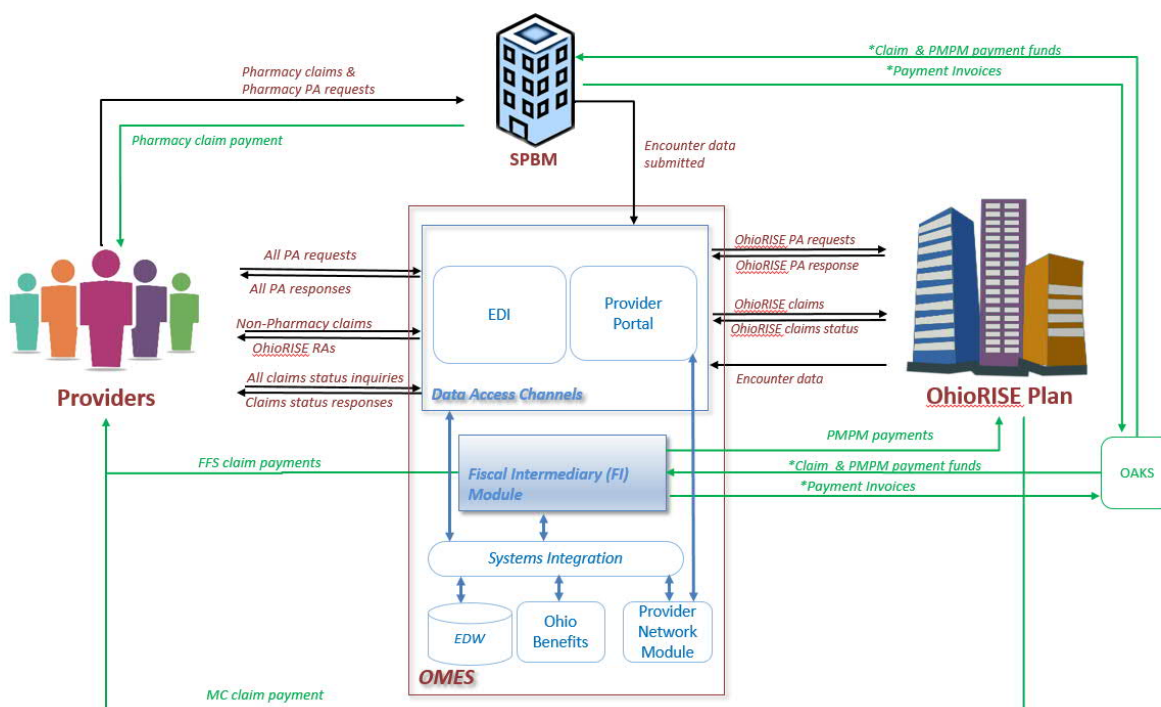 *Claim & PMPM payment funds
*Payment Invoices
Pharmacy claims &
Pharmacy PA requests
Pharmacy claim payment
SPBM
Encounter data
submitted
All PA requests
All PA responses
Non-Pharmacy claims
OhioRISE RAs
All claims status inquiries
Claims status responses
Providers
EDI
Provider
Portal
Data Access Channels
OhioRISE PA requests
OhioRISE PA response
OhioRISE claims
OhioRISE claims status
Encounter data
OhioRISE Plan
FFS claim payments
Fiscal Intermediary (FI)
Module
PMPM payments
*Claim & PMPM payment funds
*Payment Invoices
OAKS
Systems Integration
EDW
Ohio
Benefits
Provider
Network
Module
OMES
MC claim payment